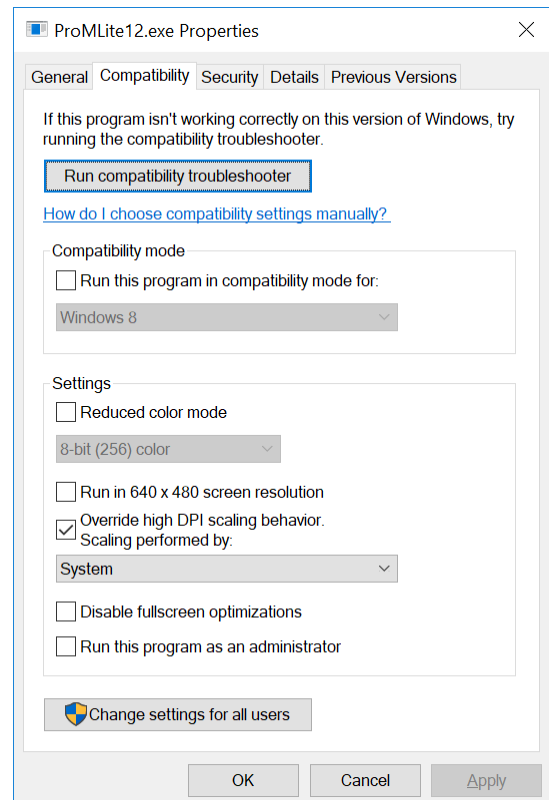 ProMLite12.exe Properties
General Compatibility Security Details Previous Versions
If this program isn't working correctly on this version of Windows, try
running the compatibility troubleshooter.
Run compatibility troubleshooter
How do I choose compatibility settings manually?
Compatibility mode
Run this program in compatibility mode for:
Windows 8
Settings
Reduced color mode
8-bit (256) color
Run in 640 x 480 screen resolution
Override high DPI scaling behavior.
Scaling performed by:
System
Disable fullscreen optimizations
Run this program as an administrator
Change settings for all users
OK Cancel Apply